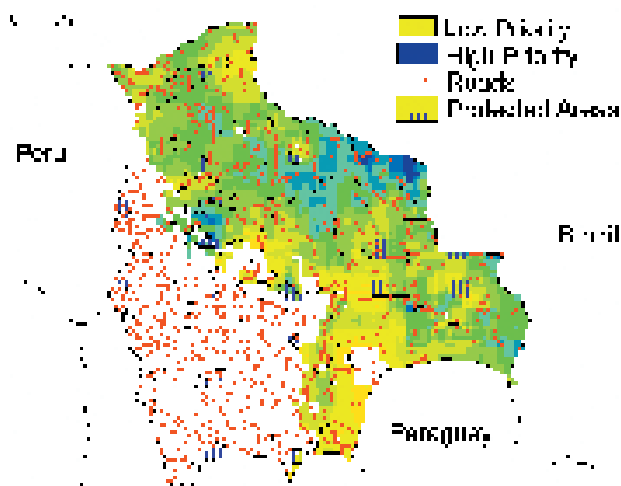 Low Priority
High Priority
Roads
Protected Areas
Peru
Brazil
Paraguay